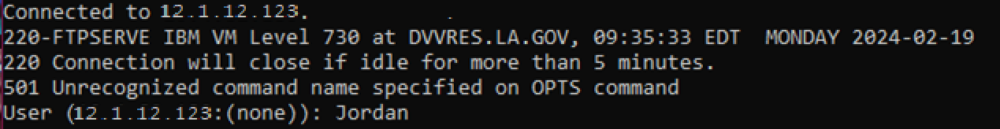 Connected to 12.1.12.123.
220-FTPSERVE IBM VM Level 730 at DVVRES.LA.GOV, 09:35:33 EDT  MONDAY 2024-02-19
220 Connection will close if idle for more than 5 minutes.
501 Unrecognized command name specified on OPTS command
User (12.1.12.123:(none)): Jordan